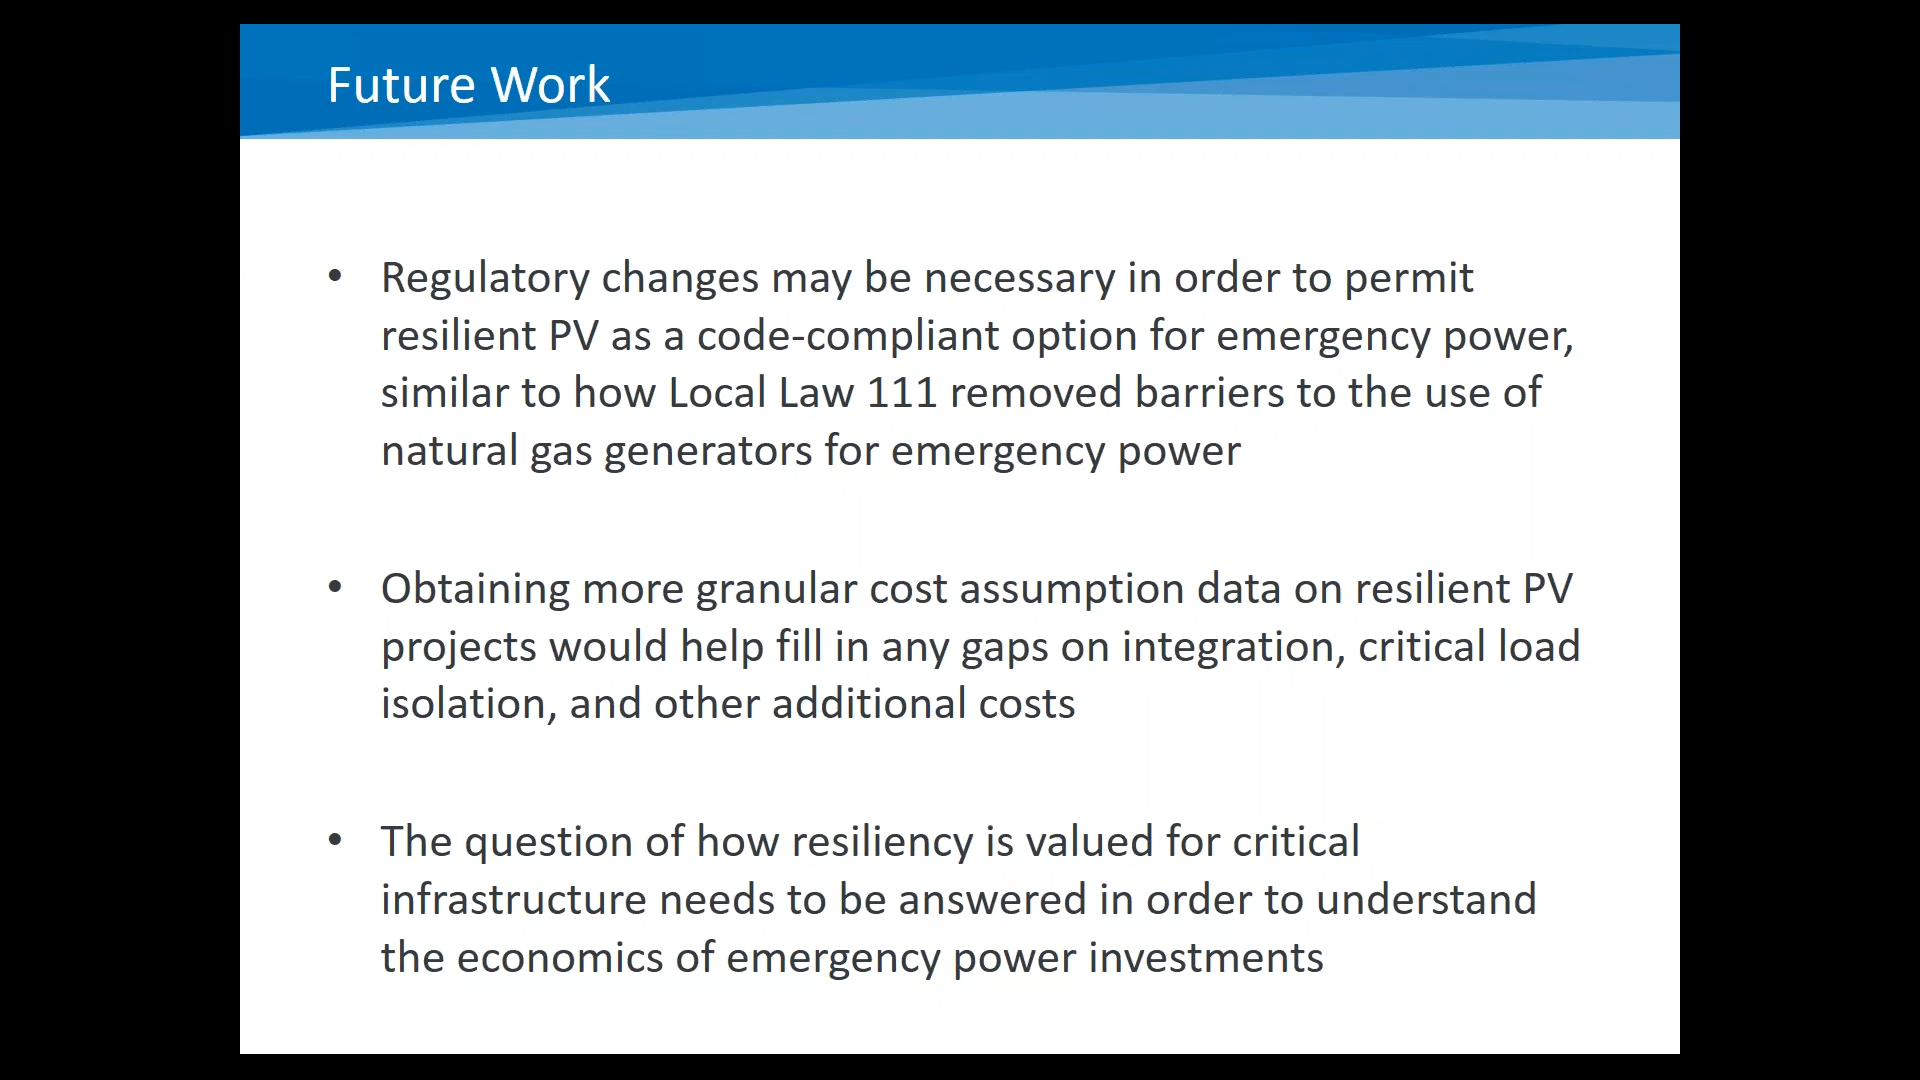 Future Work
• Regulatory changes may be necessary in order to permit
resilient PV as a code-compliant option for emergency power,
similar to how Local Law 111 removed barriers to the use of
natural gas generators for emergency power
• Obtaining more granular cost assumption data on resilient PV
projects would help fill in any gaps on integration, critical load
isolation, and other additional costs
• The question of how resiliency is valued for critical
infrastructure needs to be answered in order to understand
the economics of emergency power investments